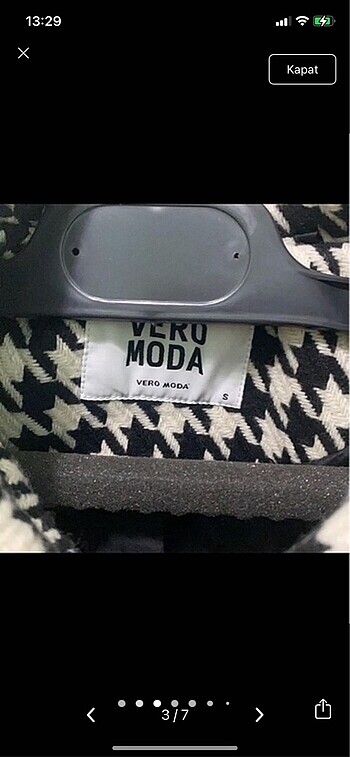 13:29
Kapat
VERO
MODA
VERO MODA
S
3/7